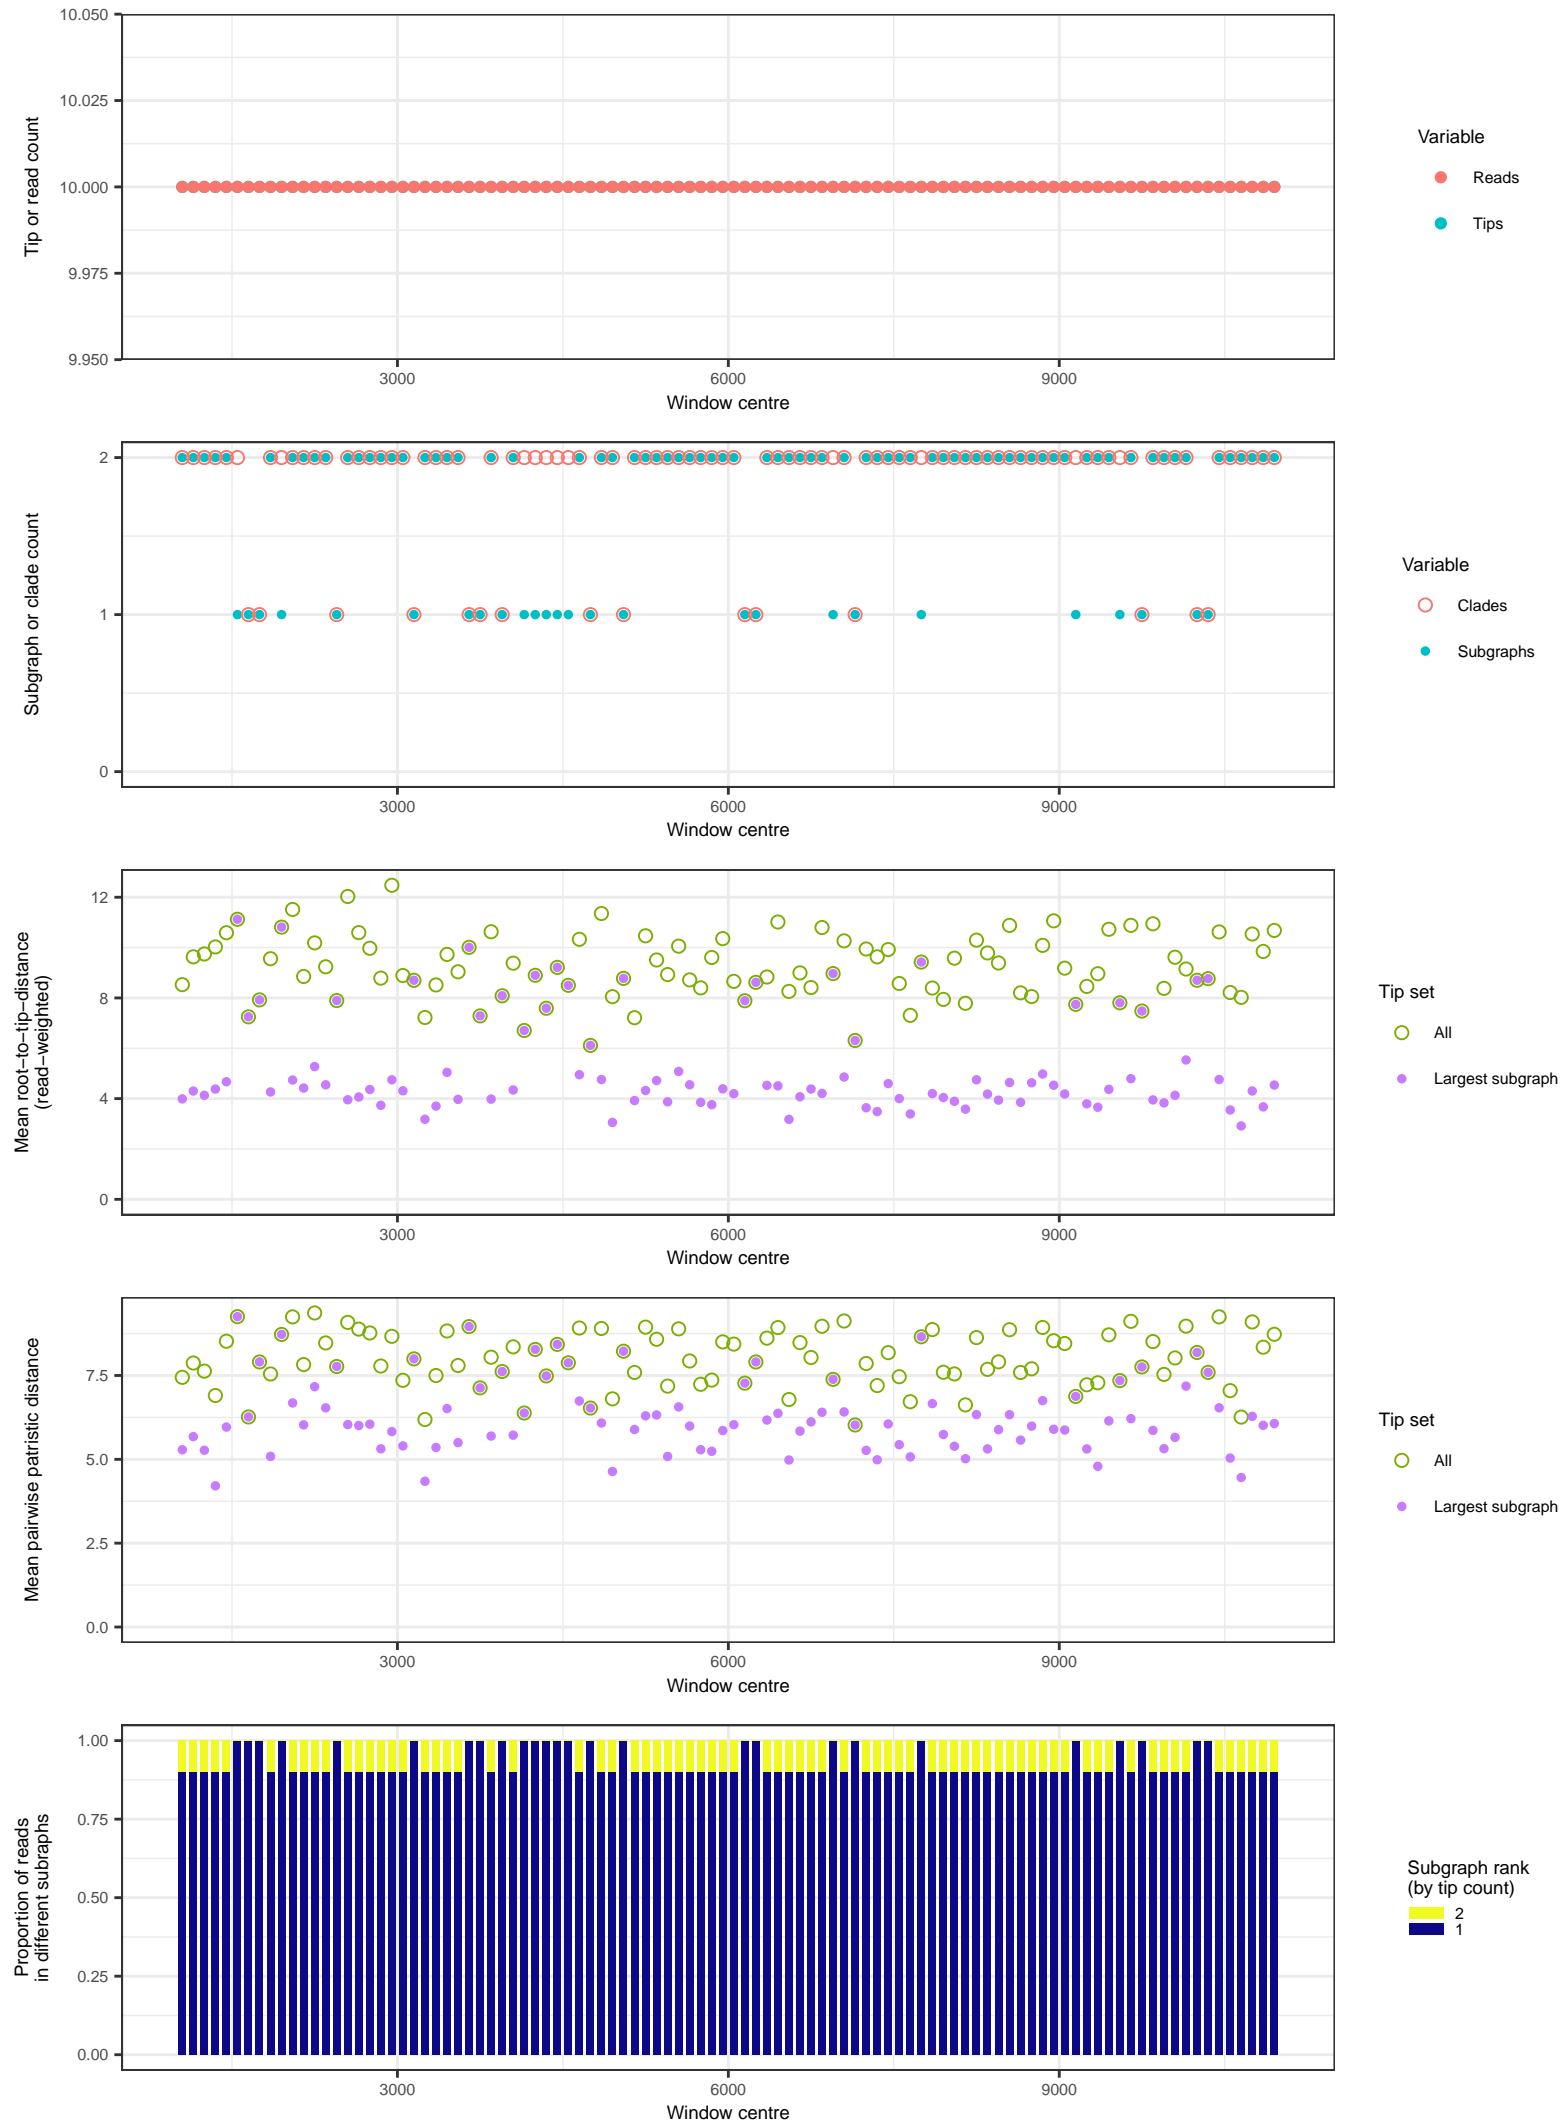 10.050
10.025
10.000
9.975
9.950
Tip or read count
3000 6000 9000
Window centre
Variable
Reads
Tips
2
1
0
Subgraph or clade count
3000 6000 9000
Window centre
Variable
Clades
Subgraphs
12
8
4
0
Mean root−to−tip−distance
(read−weighted)
3000 6000 9000
Window centre
Tip set
All
Largest subgraph
7.5
5.0
2.5
0.0
Mean pairwise patristic distance
3000 6000 9000
Window centre
Tip set
All
Largest subgraph
1.00
0.75
0.50
0.25
0.00
Proportion of reads
in different subraphs
3000 6000 9000
Window centre
Subgraph rank
(by tip count)
2
1